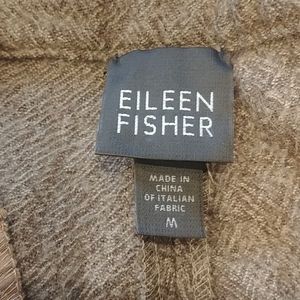 EILEEN
FISHER
MADE IN
CHINA
OF ITALIAN
FABRIC
M